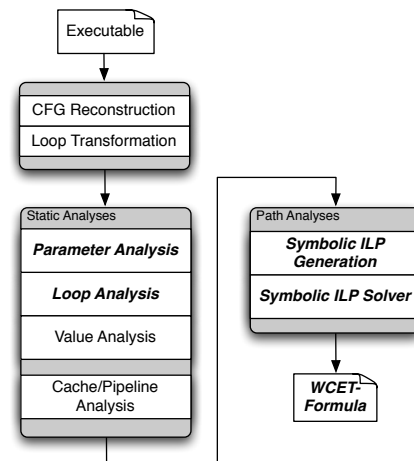 Executable
CFG Reconstruction
Loop Transformation
Static Analyses
Parameter Analysis
Loop Analysis
Value Analysis
Cache/Pipeline
Analysis
Path Analyses
Symbolic ILP
Generation
Symbolic ILP Solver
WCET-
Formula